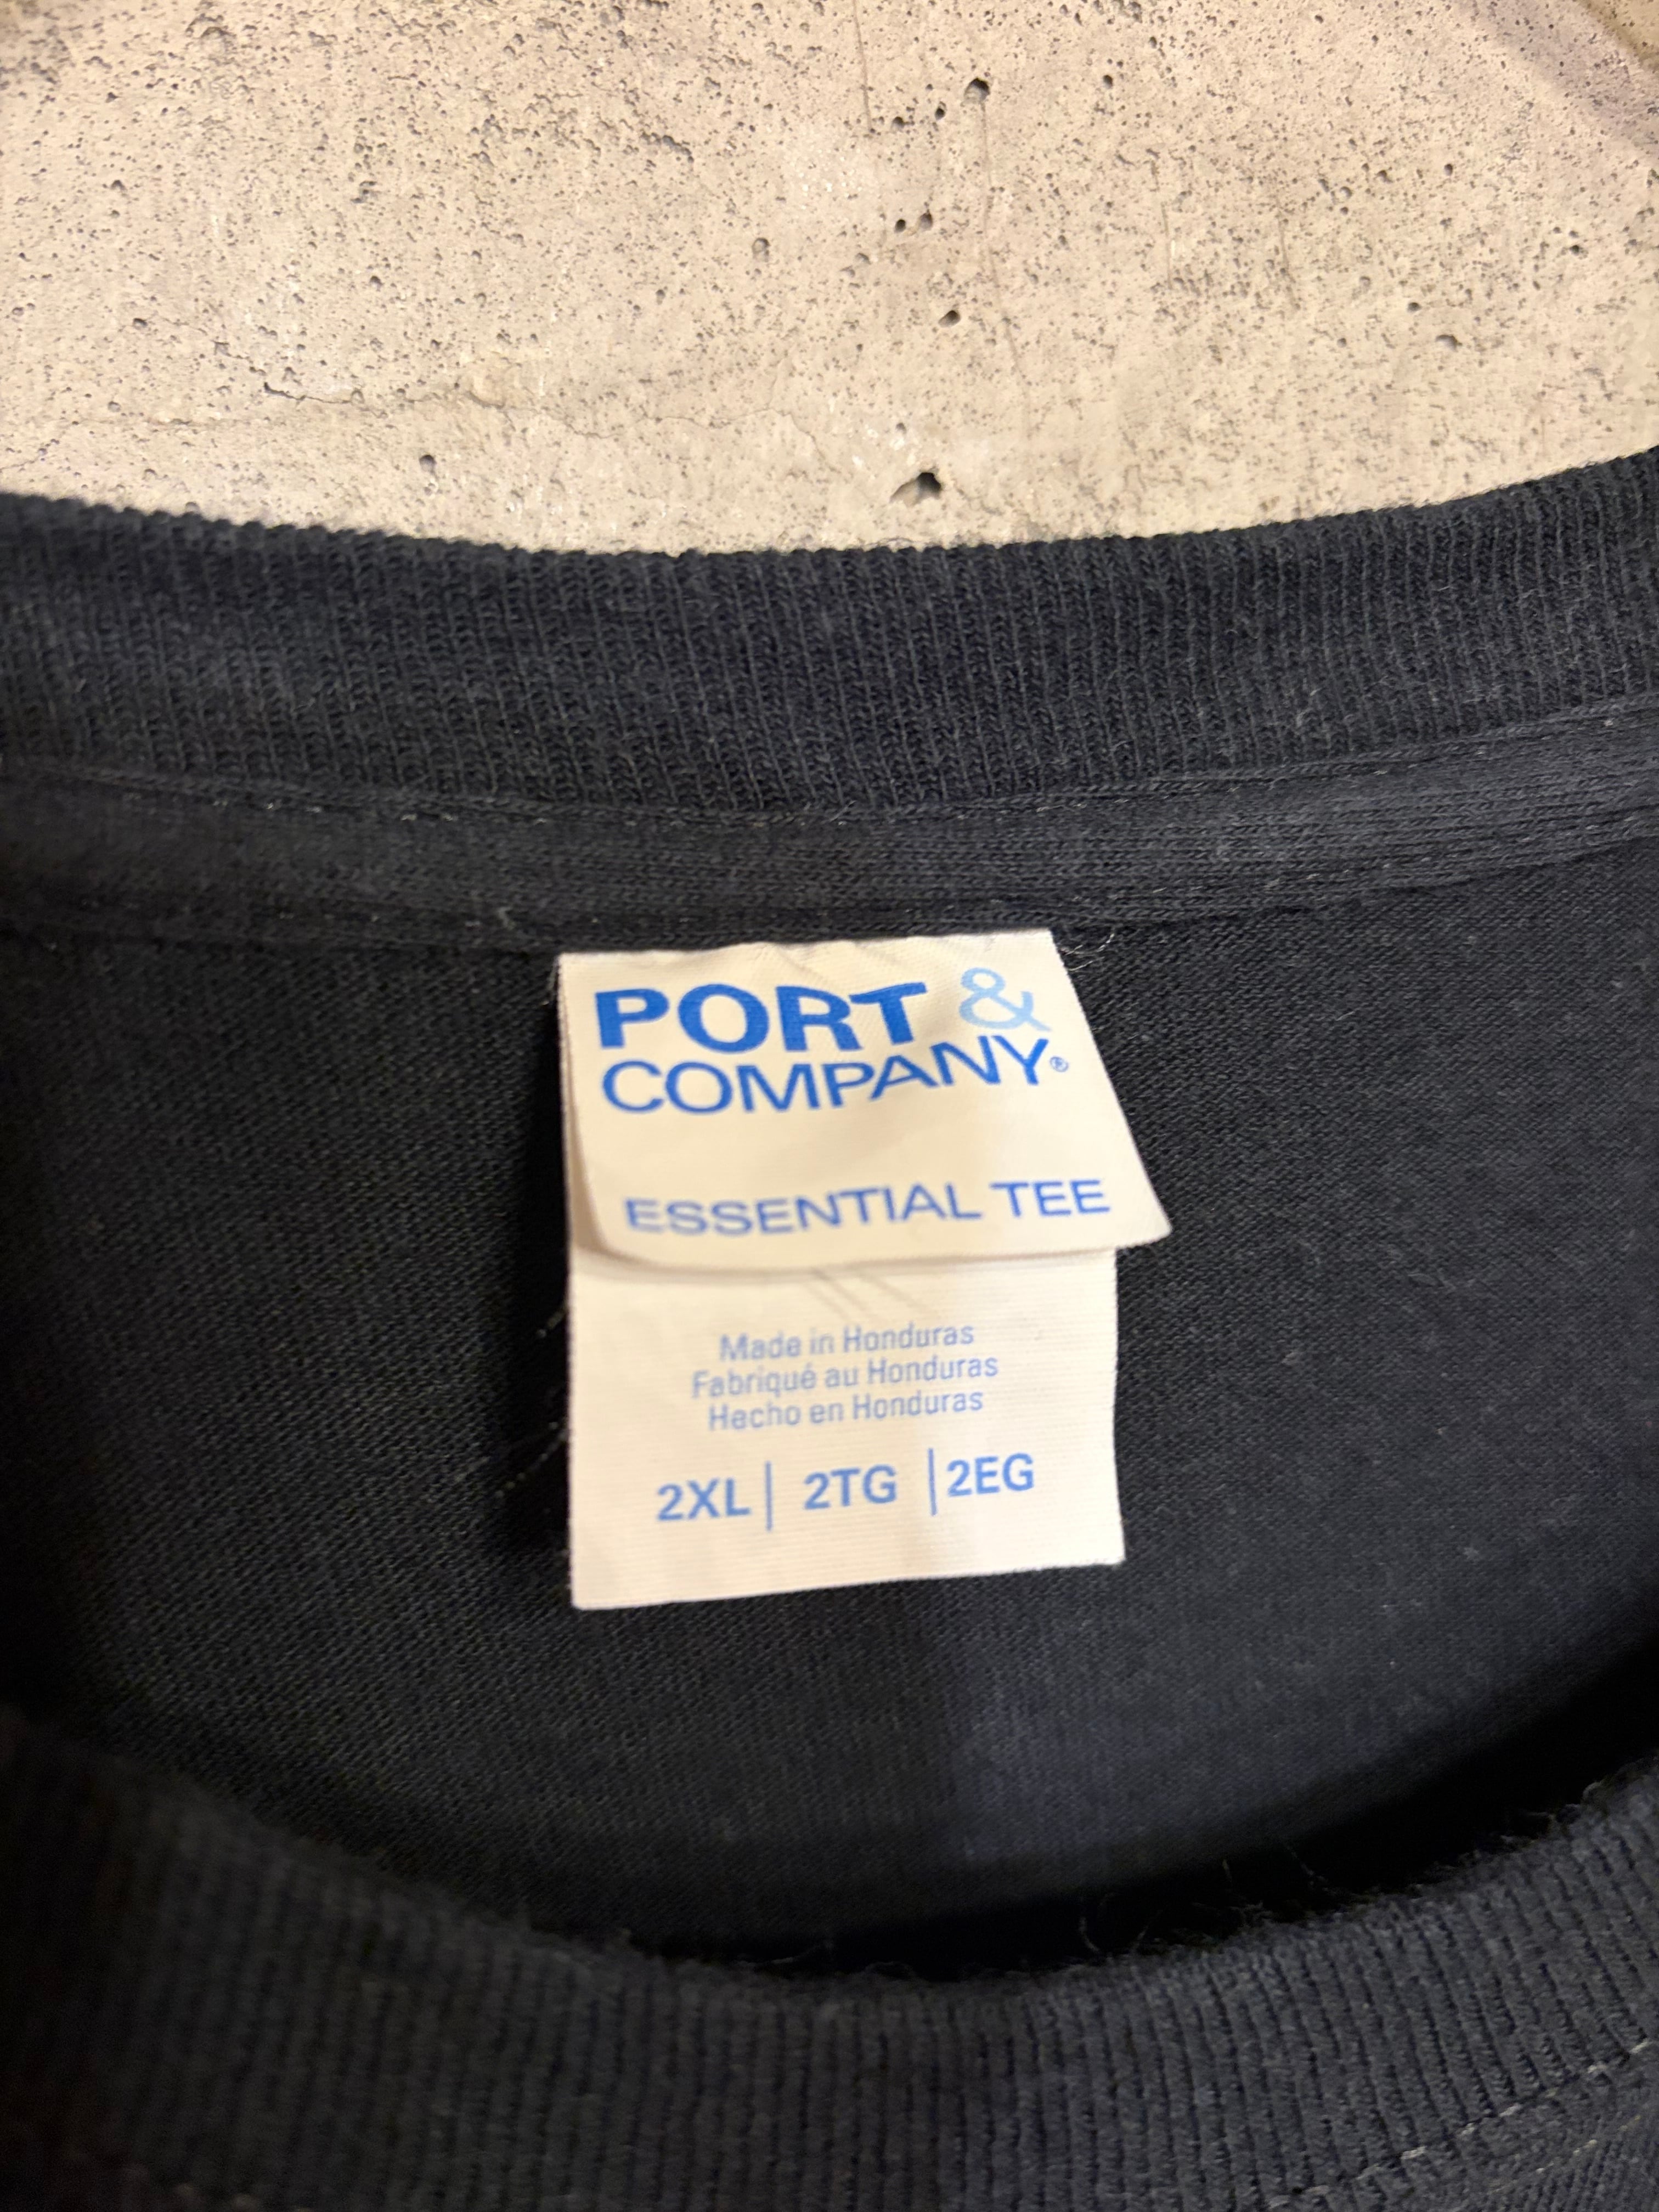 PORT &
COMPANY®
ESSENTIAL TEE
Made in Honduras
Fabriqué au Honduras
Hecho en Honduras
2XL | 2TG | 2EG